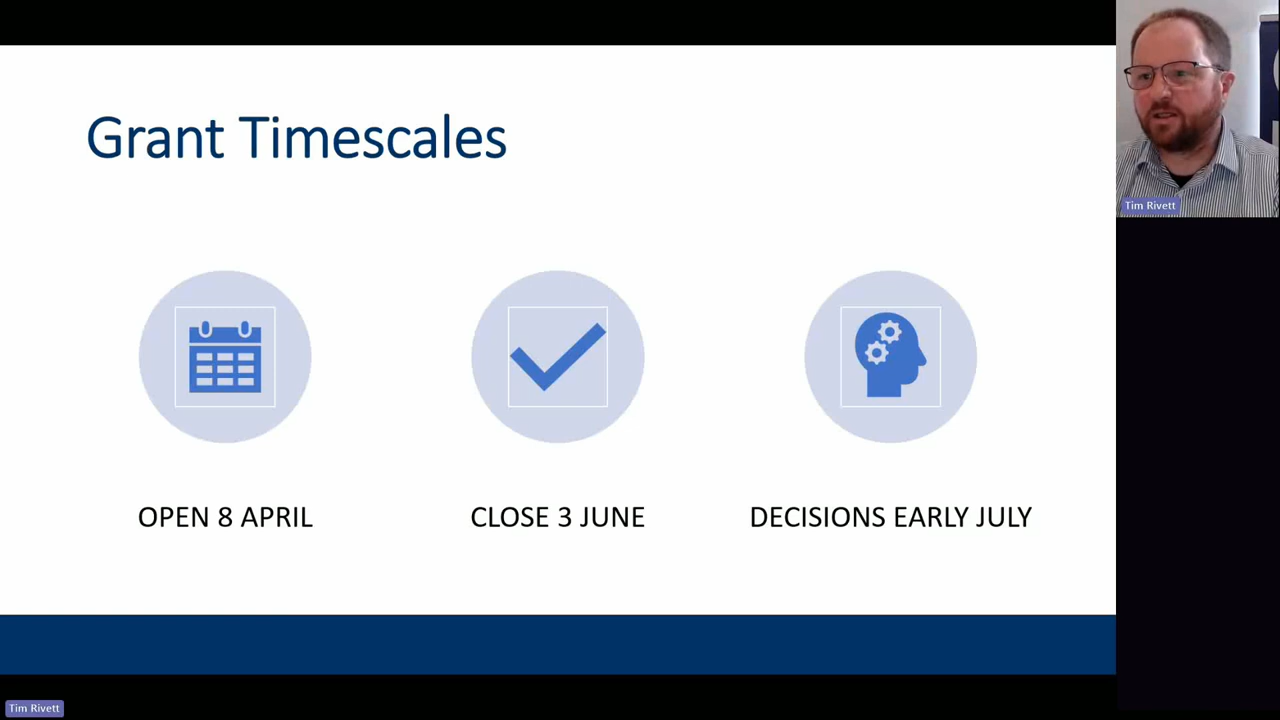 Grant Timescales
OPEN 8 APRIL
CLOSE 3 JUNE
DECISIONS EARLY JULY
Tim Rivett
Tim Rivett